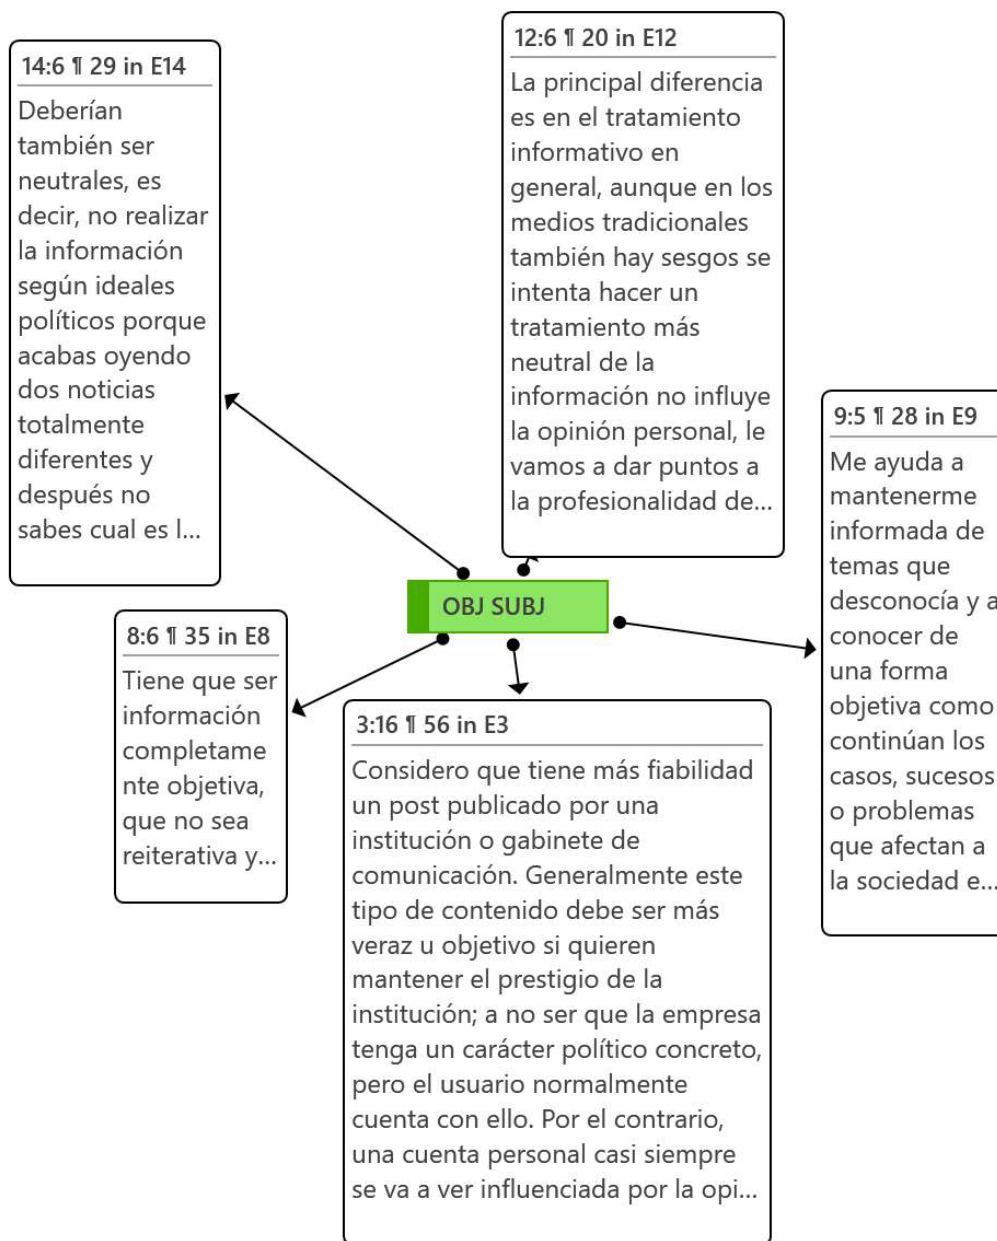 14:6 ¶ 29 in E14
Deberían
también ser
neutrales, es
decir, no realizar
la información
según ideales
políticos porque
acabas oyendo
dos noticias
totalmente
diferentes y
después no
sabes cual es l...
12:6 ¶ 20 in E12
La principal diferencia
es en el tratamiento
informativo en
general, aunque en los
medios tradicionales
también hay sesgos se
intenta hacer un
tratamiento más
neutral de la
información no influye
la opinión personal, le
vamos a dar puntos a
la profesionalidad de...
9:5 ¶ 28 in E9
Me ayuda a
mantenerme
informada de
temas que
desconocía y a
conocer de
una forma
objetiva como
continúan los
casos, sucesos
o problemas
que afectan a
la sociedad e...
OBJ SUBJ
8:6 ¶ 35 in E8
Tiene que ser
información
completame
nte objetiva,
que no sea
reiterativa y...
3:16 ¶ 56 in E3
Considero que tiene más fiabilidad
un post publicado por una
institución o gabinete de
comunicación. Generalmente este
tipo de contenido debe ser más
veraz u objetivo si quieren
mantener el prestigio de la
institución; a no ser que la empresa
tenga un carácter político concreto,
pero el usuario normalmente
cuenta con ello. Por el contrario,
una cuenta personal casi siempre
se va a ver influenciada por la opi...